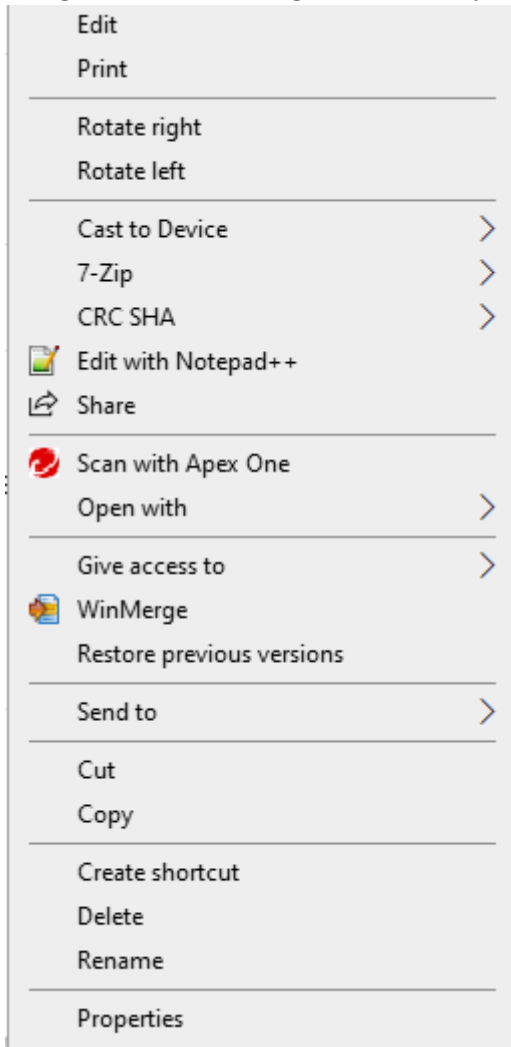 Edit
Print
Rotate right
Rotate left
Cast to Device
7-Zip
CRC SHA
Edit with Notepad++
Share
Scan with Apex One
Open with
Give access to
WinMerge
Restore previous versions
Send to
Cut
Copy
Create shortcut
Delete
Rename
Properties